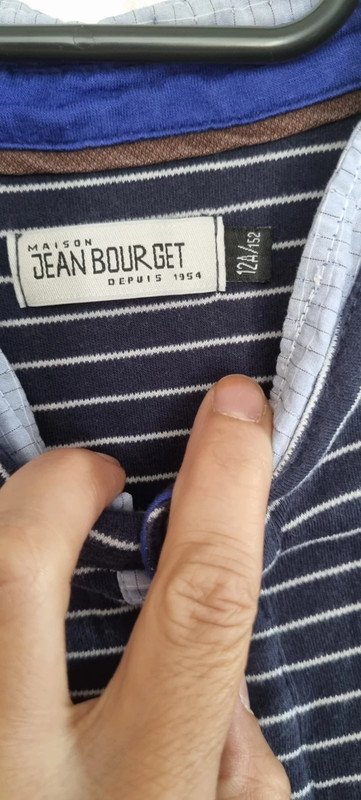 MAISON
JEAN BOURGET
DEPUIS 1954
12A/152